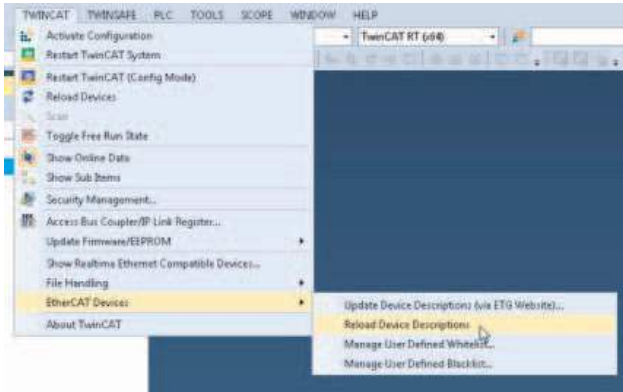 TWINCAT TWINSAFE PLC TOOLS SCOPE WINDOW HELP
Activate Configuration
TwinCAT RT (x64)
Restart TwinCAT System
Restart TwinCAT (Config Mode)
Reload Devices
Scan
Toggle Free Run State
Show Online Data
Show Sub Items
Security Management...
Access Bus Coupler/IP Link Register...
Update Firmware/EEPROM
Show Realtime Ethernet Compatible Devices...
File Handling
EtherCAT Devices
Update Device Descriptions (via ETG Website)...
About TwinCAT
Reload Device Descriptions
Manage User Defined Whitelist...
Manage User Defined Blacklist...